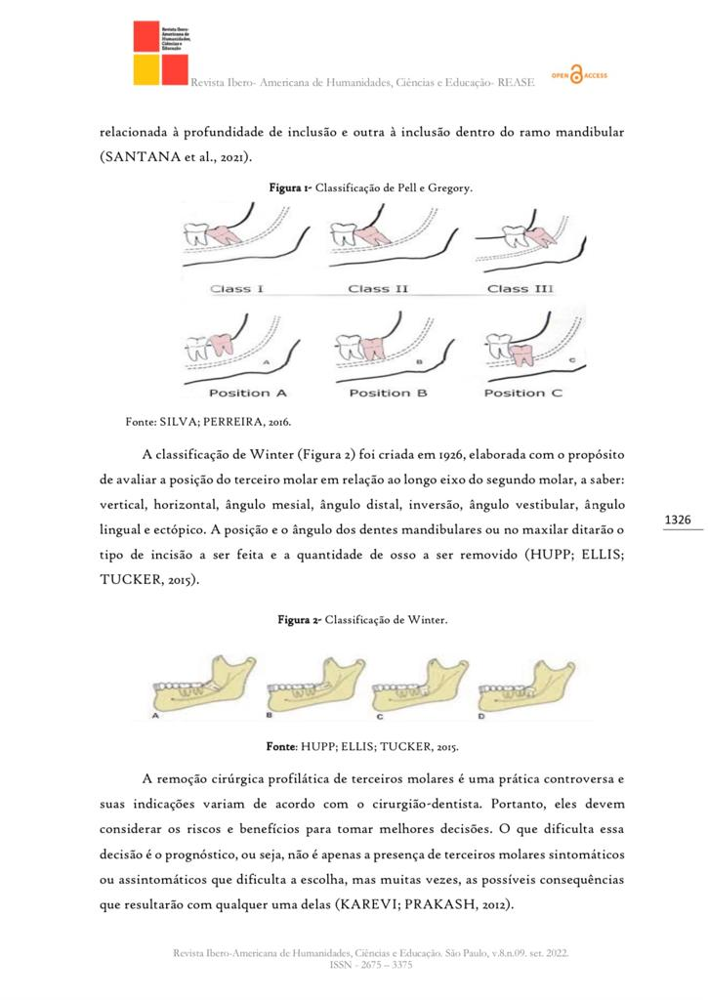 Revista Ibero-
Americana de
Humanidades,
Ciências e
Educação
Revista Ibero- Americana de Humanidades, Ciências e Educação- REASE
OPEN ACCESS
relacionada à profundidade de inclusão e outra à inclusão dentro do ramo mandibular
(SANTANA et al., 2021).
Figura 1- Classificação de Pell e Gregory.
Class I Class II Class III
A B C
Position A Position B Position C
Fonte: SILVA; PERREIRA, 2016.
A classificação de Winter (Figura 2) foi criada em 1926, elaborada com o propósito
de avaliar a posição do terceiro molar em relação ao longo eixo do segundo molar, a saber:
vertical, horizontal, ângulo mesial, ângulo distal, inversão, ângulo vestibular, ângulo
lingual e ectópico. A posição e o ângulo dos dentes mandibulares ou no maxilar ditarão o
tipo de incisão a ser feita e a quantidade de osso a ser removido (HUPP; ELLIS;
TUCKER, 2015).
1326
Figura 2- Classificação de Winter.
A B C D
Fonte: HUPP; ELLIS; TUCKER, 2015.
A remoção cirúrgica profilática de terceiros molares é uma prática controversa e
suas indicações variam de acordo com o cirurgião-dentista. Portanto, eles devem
considerar os riscos e benefícios para tomar melhores decisões. O que dificulta essa
decisão é o prognóstico, ou seja, não é apenas a presença de terceiros molares sintomáticos
ou assintomáticos que dificulta a escolha, mas muitas vezes, as possíveis consequências
que resultarão com qualquer uma delas (KAREVI; PRAKASH, 2012).
Revista Ibero-Americana de Humanidades, Ciências e Educação. São Paulo, v.8.n.09. set. 2022.
ISSN - 2675 – 3375